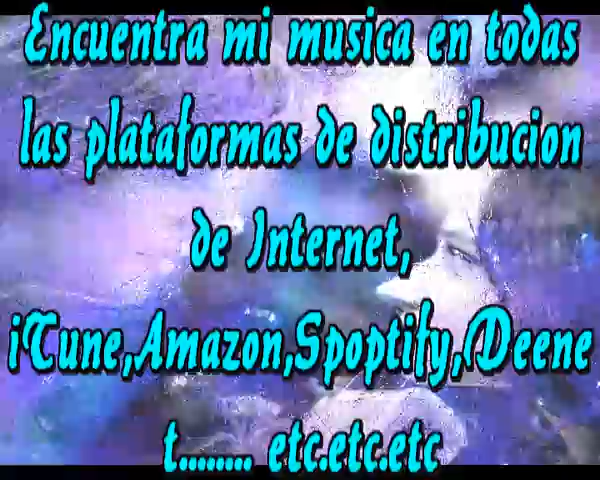 Encuentra mi musica en todas
las plataformas de distribucion
de Internet,
iTune,Amazon,Spoptify,Deene
t........ etc.etc.etc